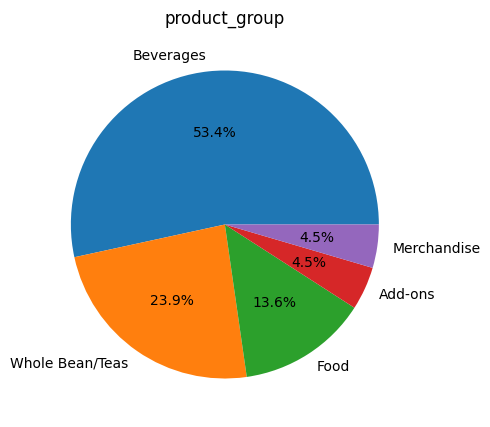 product_group
Beverages
53.4%
4.5%
Merchandise
4.5%
Add-ons
23.9%
13.6%
Whole Bean/Teas
Food